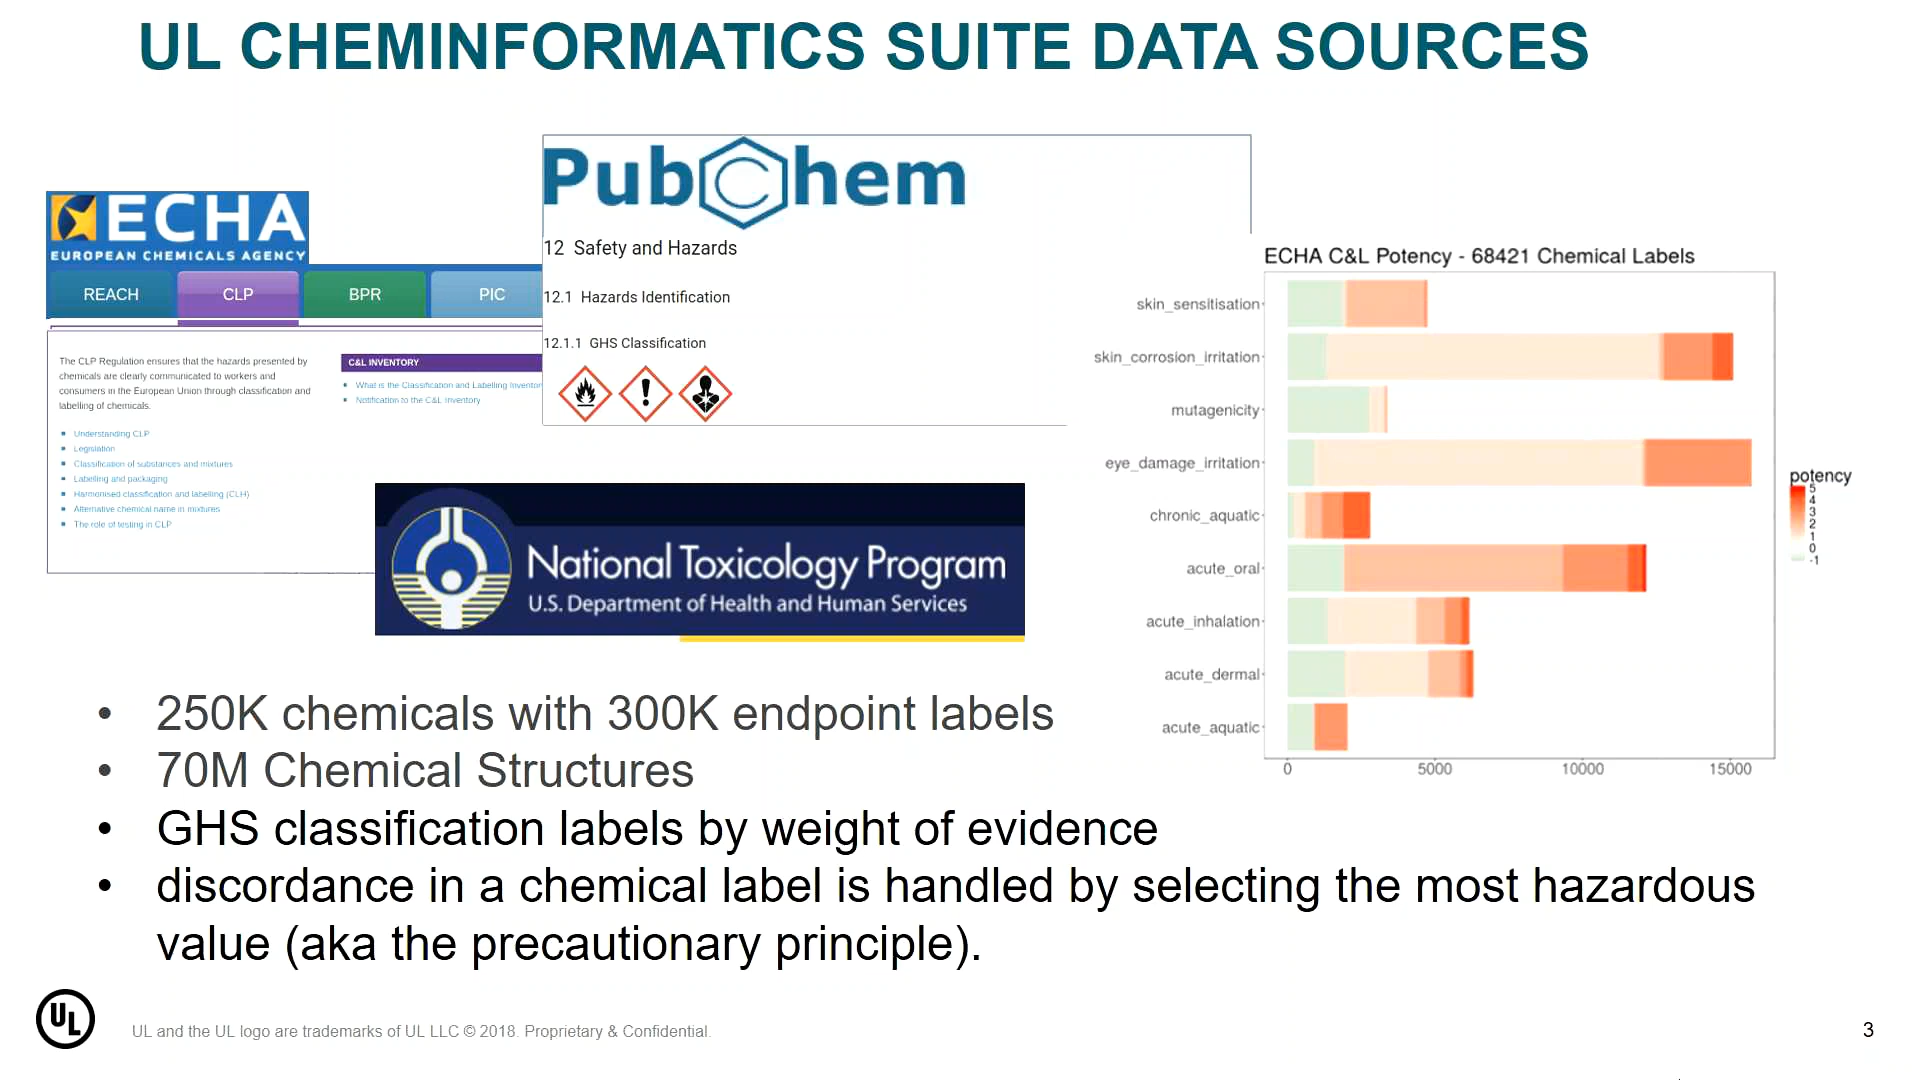 UL CHEMINFORMATICS SUITE DATA SOURCES
ECHA
EUROPEAN CHEMICALS AGENCY
REACH
CLP
BPR
PIC
The CLP Regulation ensures that the hazards presented by
chemicals are clearly communicated to workers and
consumers in the European Union through classification and
labelling of chemicals.
Understanding CLP
Legislation
Classification of substances and mixtures
Labelling and packaging
Harmonised classification and labelling (CLH)
Alternative chemical name in mixtures
The role of testing in CLP
C&L INVENTORY
What is the Classification and Labelling Inventor
Notification to the C&L Inventory
PubChem
12 Safety and Hazards
12.1 Hazards Identification
12.1.1 GHS Classification
National Toxicology Program
U.S. Department of Health and Human Services
ECHA C&L Potency - 68421 Chemical Labels
skin_sensitisation
skin_corrosion_irritation
mutagenicity
eye_damage_irritation
chronic_aquatic
acute_oral
acute_inhalation
acute_dermal
acute_aquatic
0 5000 10000 15000
potency
5
4
3
2
1
0
-1
• 250K chemicals with 300K endpoint labels
• 70M Chemical Structures
• GHS classification labels by weight of evidence
• discordance in a chemical label is handled by selecting the most hazardous
value (aka the precautionary principle).
UL
UL and the UL logo are trademarks of UL LLC © 2018. Proprietary & Confidential.
3